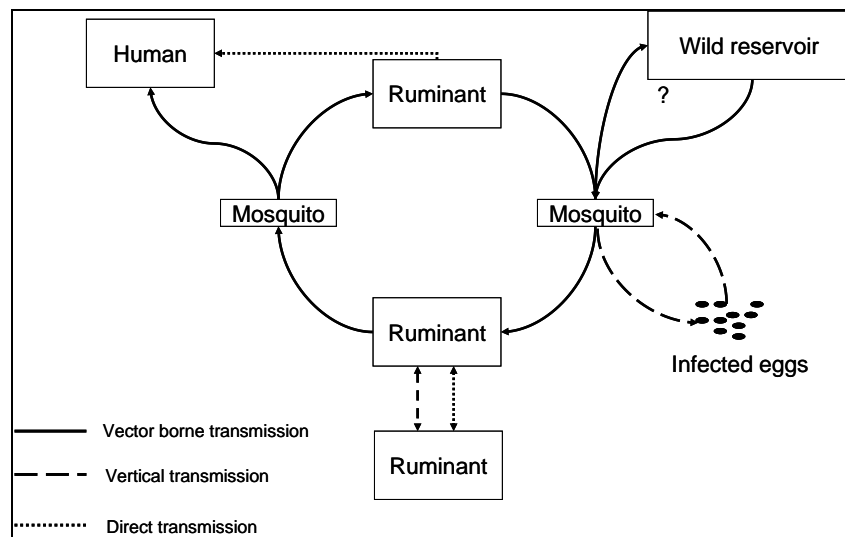 Human
Wild reservoir
Ruminant
?
Mosquito
Mosquito
Ruminant
Infected eggs
Ruminant
Vector borne transmission
Vertical transmission
Direct transmission